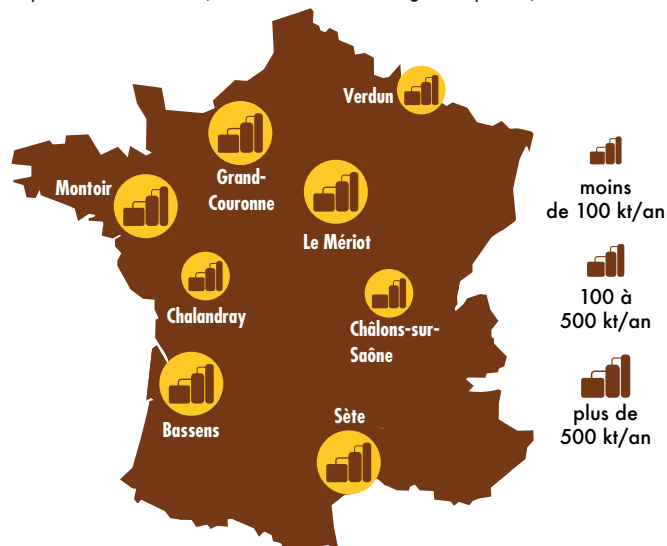 Verdun
Grand-
Couronne
Montoir
Le Mériot
Chalandray
Châlons-sur-
Saône
Bassens
Sète
moins
de 100 kt/an
100 à
500 kt/an
plus de
500 kt/an